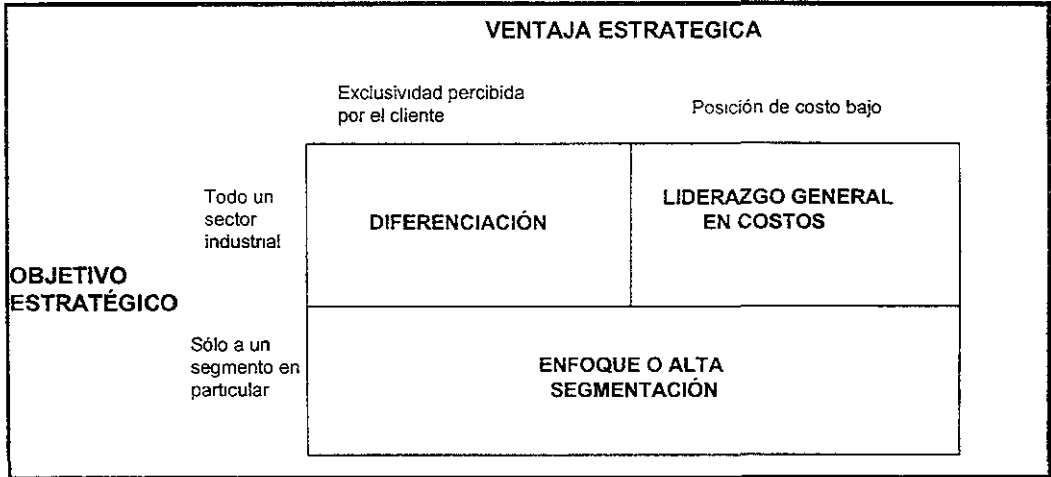 VENTAJA ESTRATEGICA
Exclusividad percibida
por el cliente
Posición de costo bajo
Todo un
sector
industrial
DIFERENCIACIÓN
LIDERAZGO GENERAL
EN COSTOS
OBJETIVO
ESTRATÉGICO
Sólo a un
segmento en
particular
ENFOQUE O ALTA
SEGMENTACIÓN